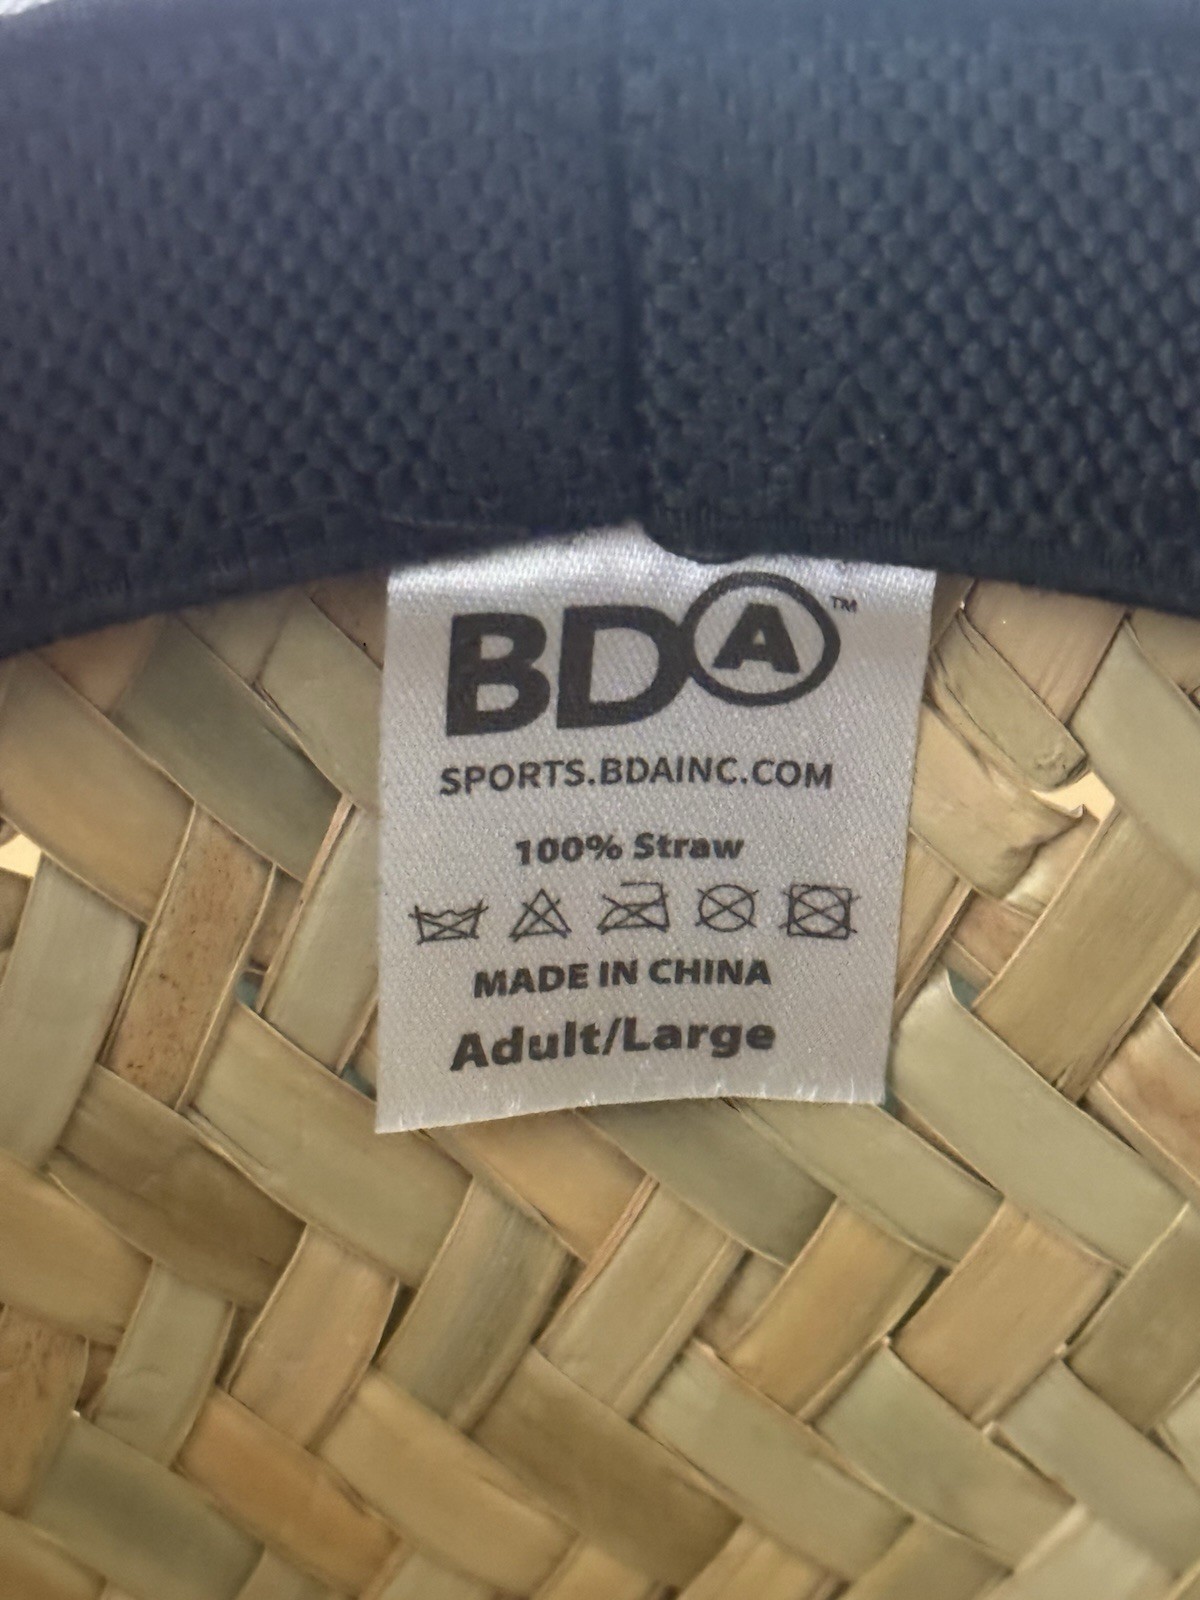 BDA™
SPORTS.BDAINC.COM
100% Straw
MADE IN CHINA
Adult/Large